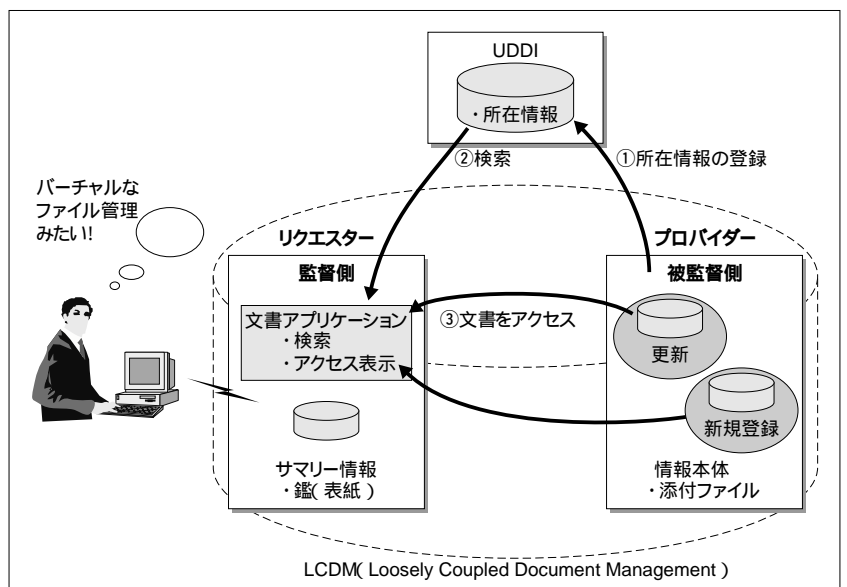 UDDI
・所在情報
②検索
①所在情報の登録
バーチャルな
ファイル管理
みたい!
リクエスター
プロバイダー
監督側
被監督側
文書アプリケーション
・検索
・アクセス表示
③文書をアクセス
更新
新規登録
サマリー情報
・鑑(表紙)
情報本体
・添付ファイル
LCDM(Loosely Coupled Document Management)